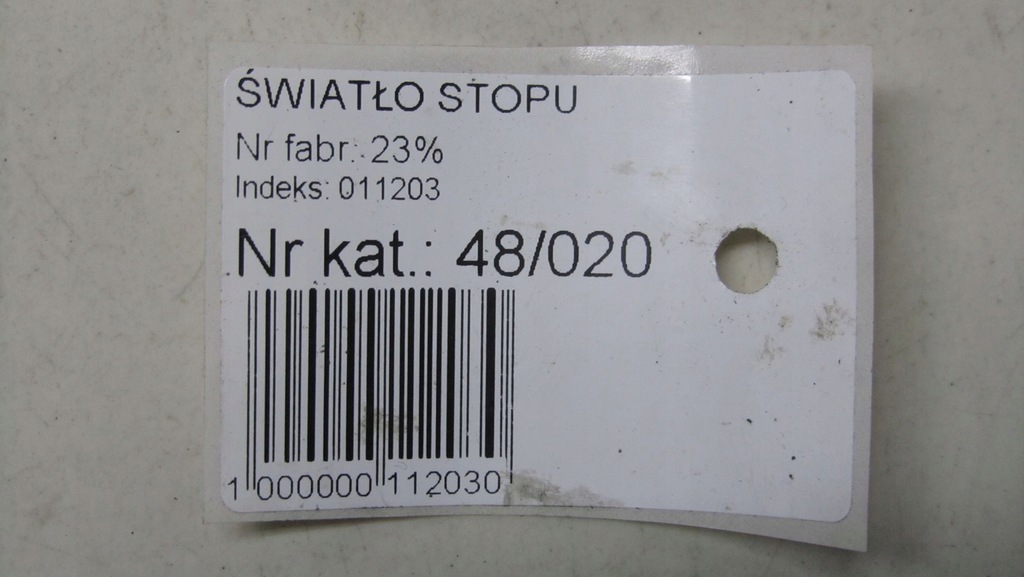 ŚWIATŁO STOPU
Nr fabr.: 23%
Indeks: 011203
Nr kat.: 48/020
1 000000 112030